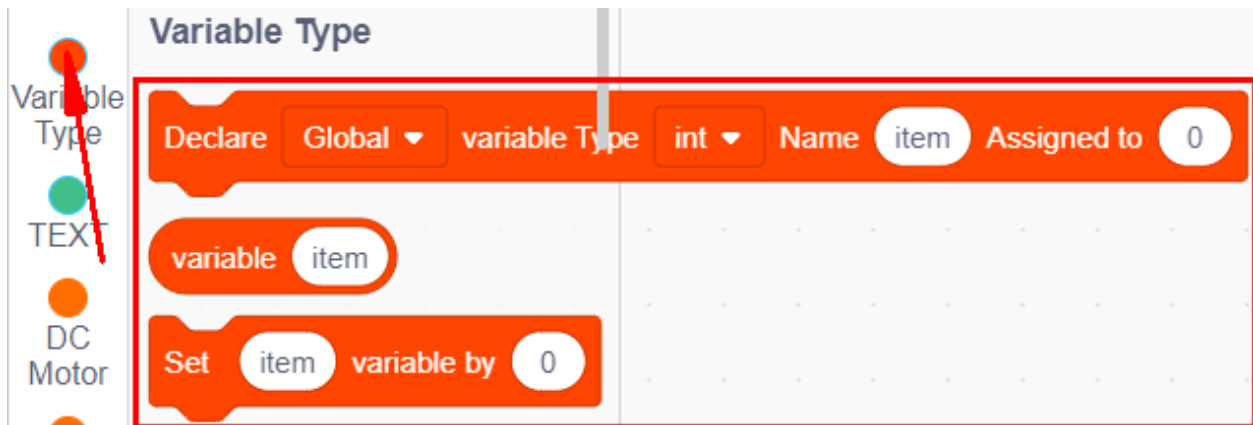 Variable Type
Variable
Type
Declare Global variable Type int Name item Assigned to 0
TEXT
variable item
DC
Motor
Set item variable by 0